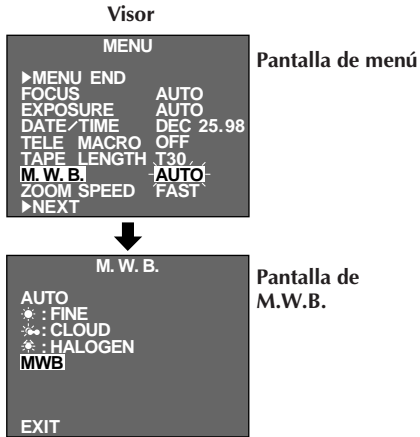 Visor
MENU
Pantalla de menú
▶MENU END
FOCUS AUTO
EXPOSURE AUTO
DATE/TIME DEC 25.98
TELE MACRO OFF
TAPE LENGTH T30
M. W. B. AUTO
ZOOM SPEED FAST
▶NEXT
M. W. B.
Pantalla de
M.W.B.
AUTO
: FINE
: CLOUD
: HALOGEN
MWB
EXIT